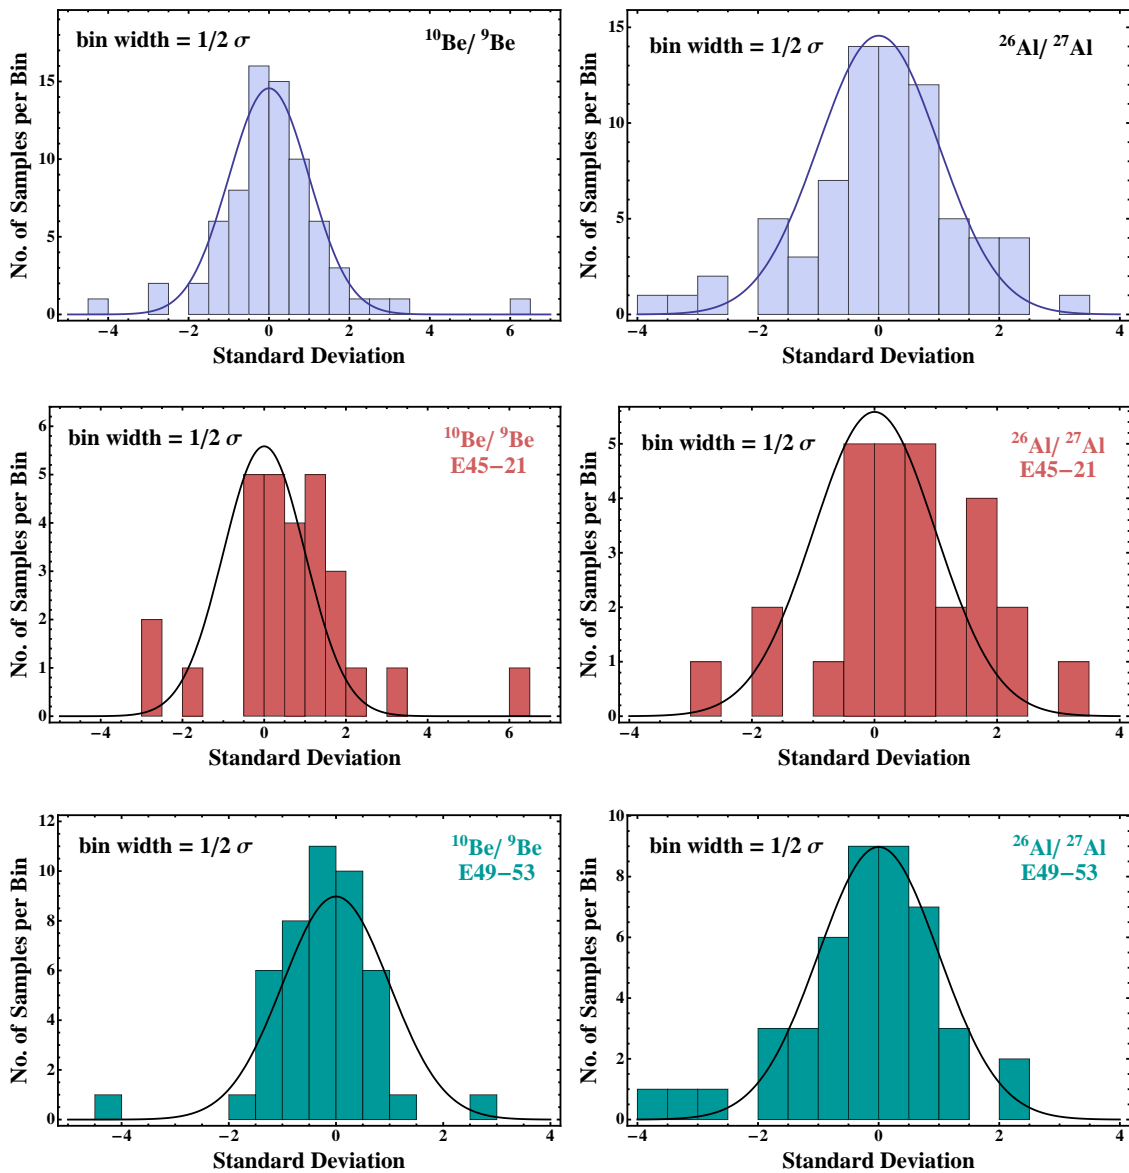 bin width = 1/2 σ
¹⁰Be/ ⁹Be
No. of Samples per Bin
15
10
5
0
−4 −2 0 2 4 6
Standard Deviation
bin width = 1/2 σ
²⁶Al/ ²⁷Al
No. of Samples per Bin
15
10
5
0
−4 −2 0 2 4
Standard Deviation
bin width = 1/2 σ
¹⁰Be/ ⁹Be
E45−21
No. of Samples per Bin
6
5
4
3
2
1
0
−4 −2 0 2 4 6
Standard Deviation
bin width = 1/2 σ
²⁶Al/ ²⁷Al
E45−21
No. of Samples per Bin
5
4
3
2
1
0
−4 −2 0 2 4
Standard Deviation
bin width = 1/2 σ
¹⁰Be/ ⁹Be
E49−53
No. of Samples per Bin
12
10
8
6
4
2
0
−4 −2 0 2 4
Standard Deviation
bin width = 1/2 σ
²⁶Al/ ²⁷Al
E49−53
No. of Samples per Bin
10
8
6
4
2
0
−4 −2 0 2 4
Standard Deviation